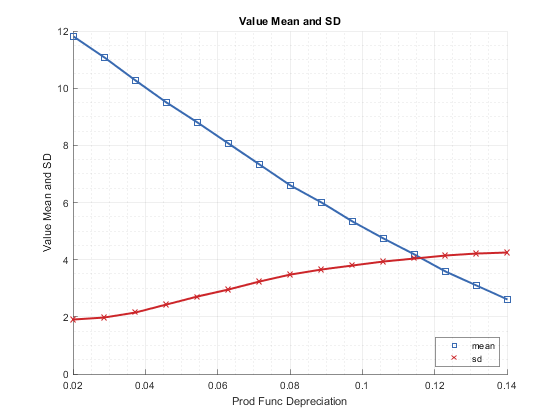 Value Mean and SD
12
10
8
6
4
2
0
Value Mean and SD
0.02
0.04
0.06
0.08
0.1
0.12
0.14
Prod Func Depreciation
mean
sd